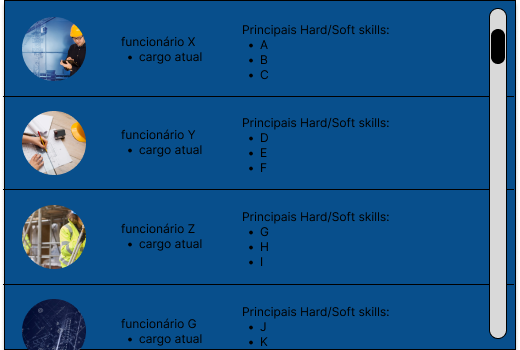 funcionário X
• cargo atual
Principais Hard/Soft skills:
• A
• B
• C
funcionário Y
• cargo atual
Principais Hard/Soft skills:
• D
• E
• F
funcionário Z
• cargo atual
Principais Hard/Soft skills:
• G
• H
• I
funcionário G
• cargo atual
Principais Hard/Soft skills:
• J
• K